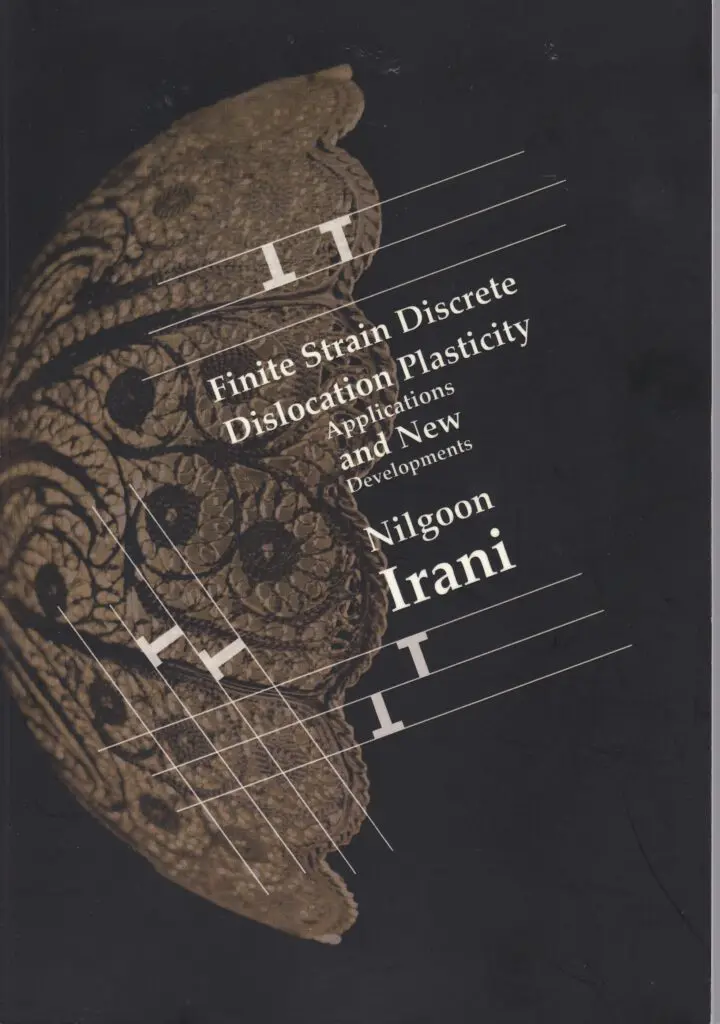 Finite Strain Discrete
Dislocation Plasticity
Applications
and New
Developments
Nilgoon
Irani